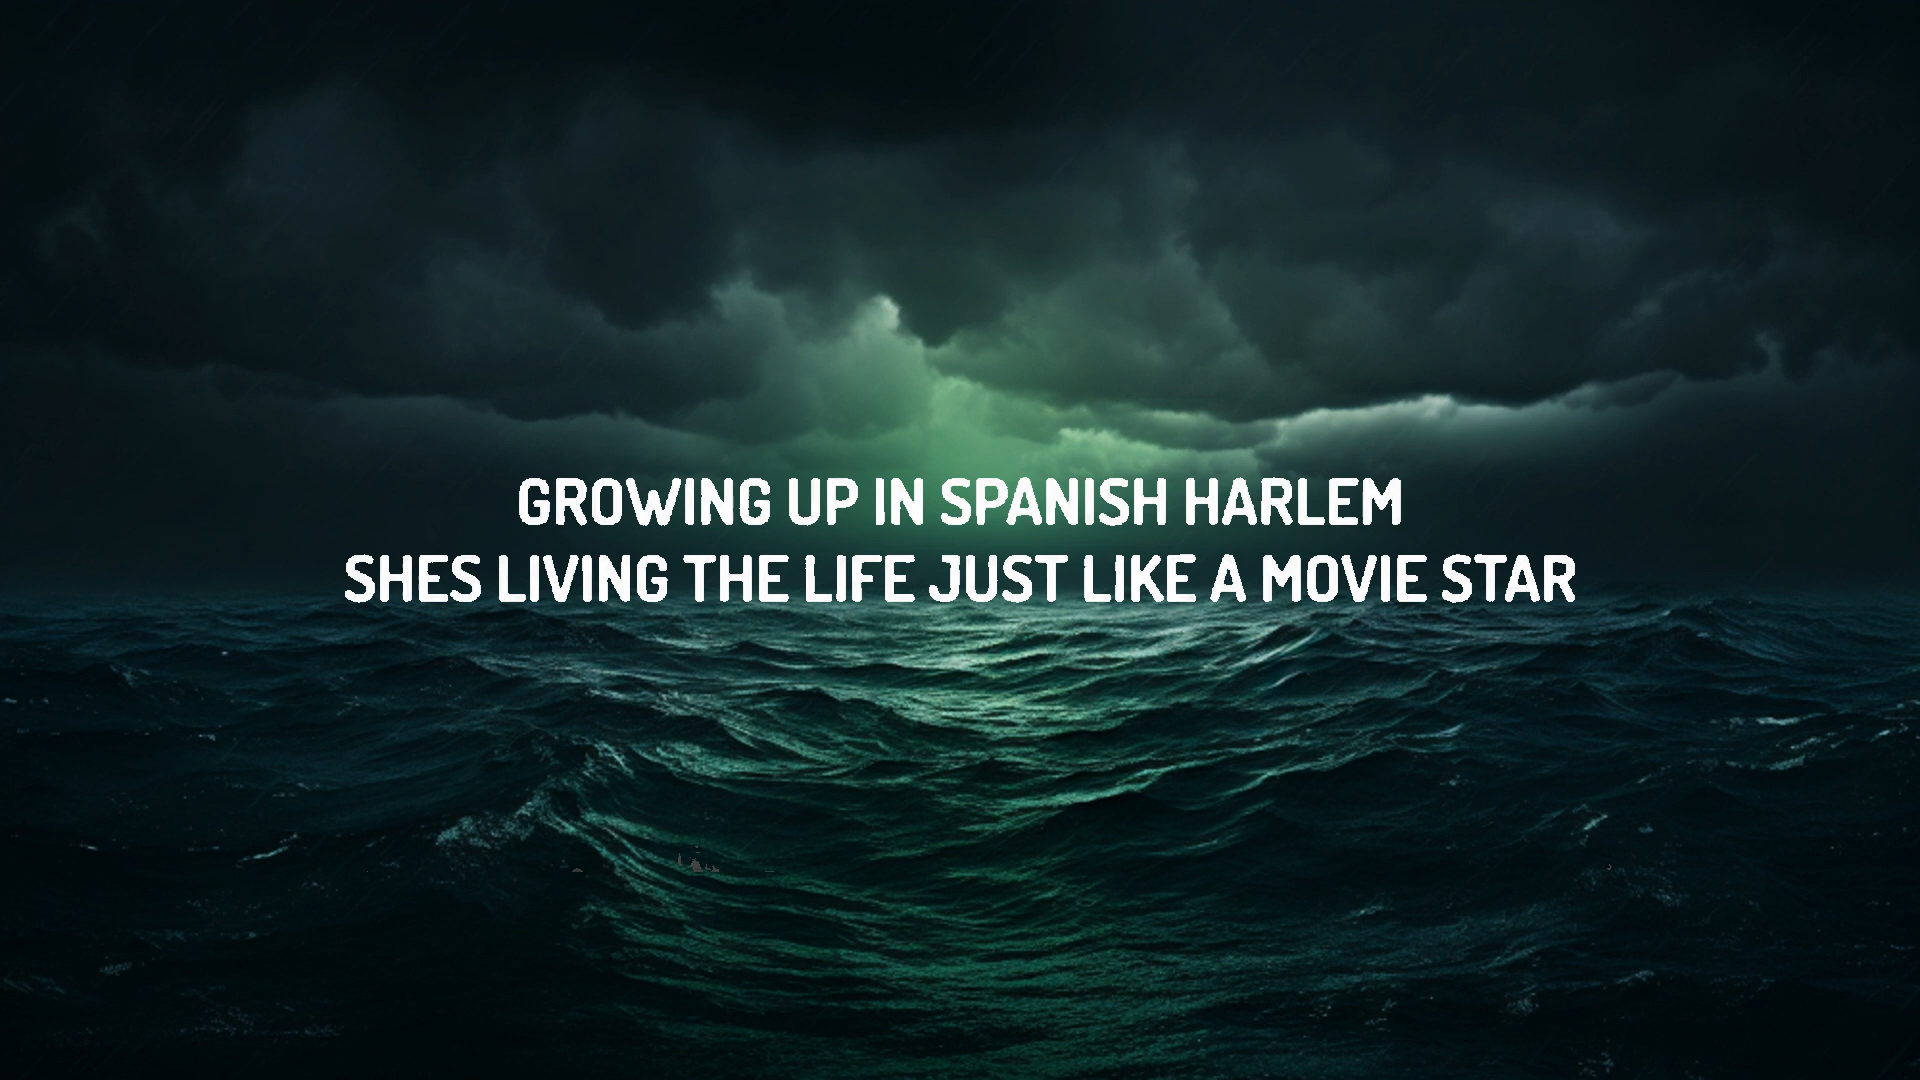 GROWING UP IN SPANISH HARLEM
SHES LIVING THE LIFE JUST LIKE A MOVIE STAR